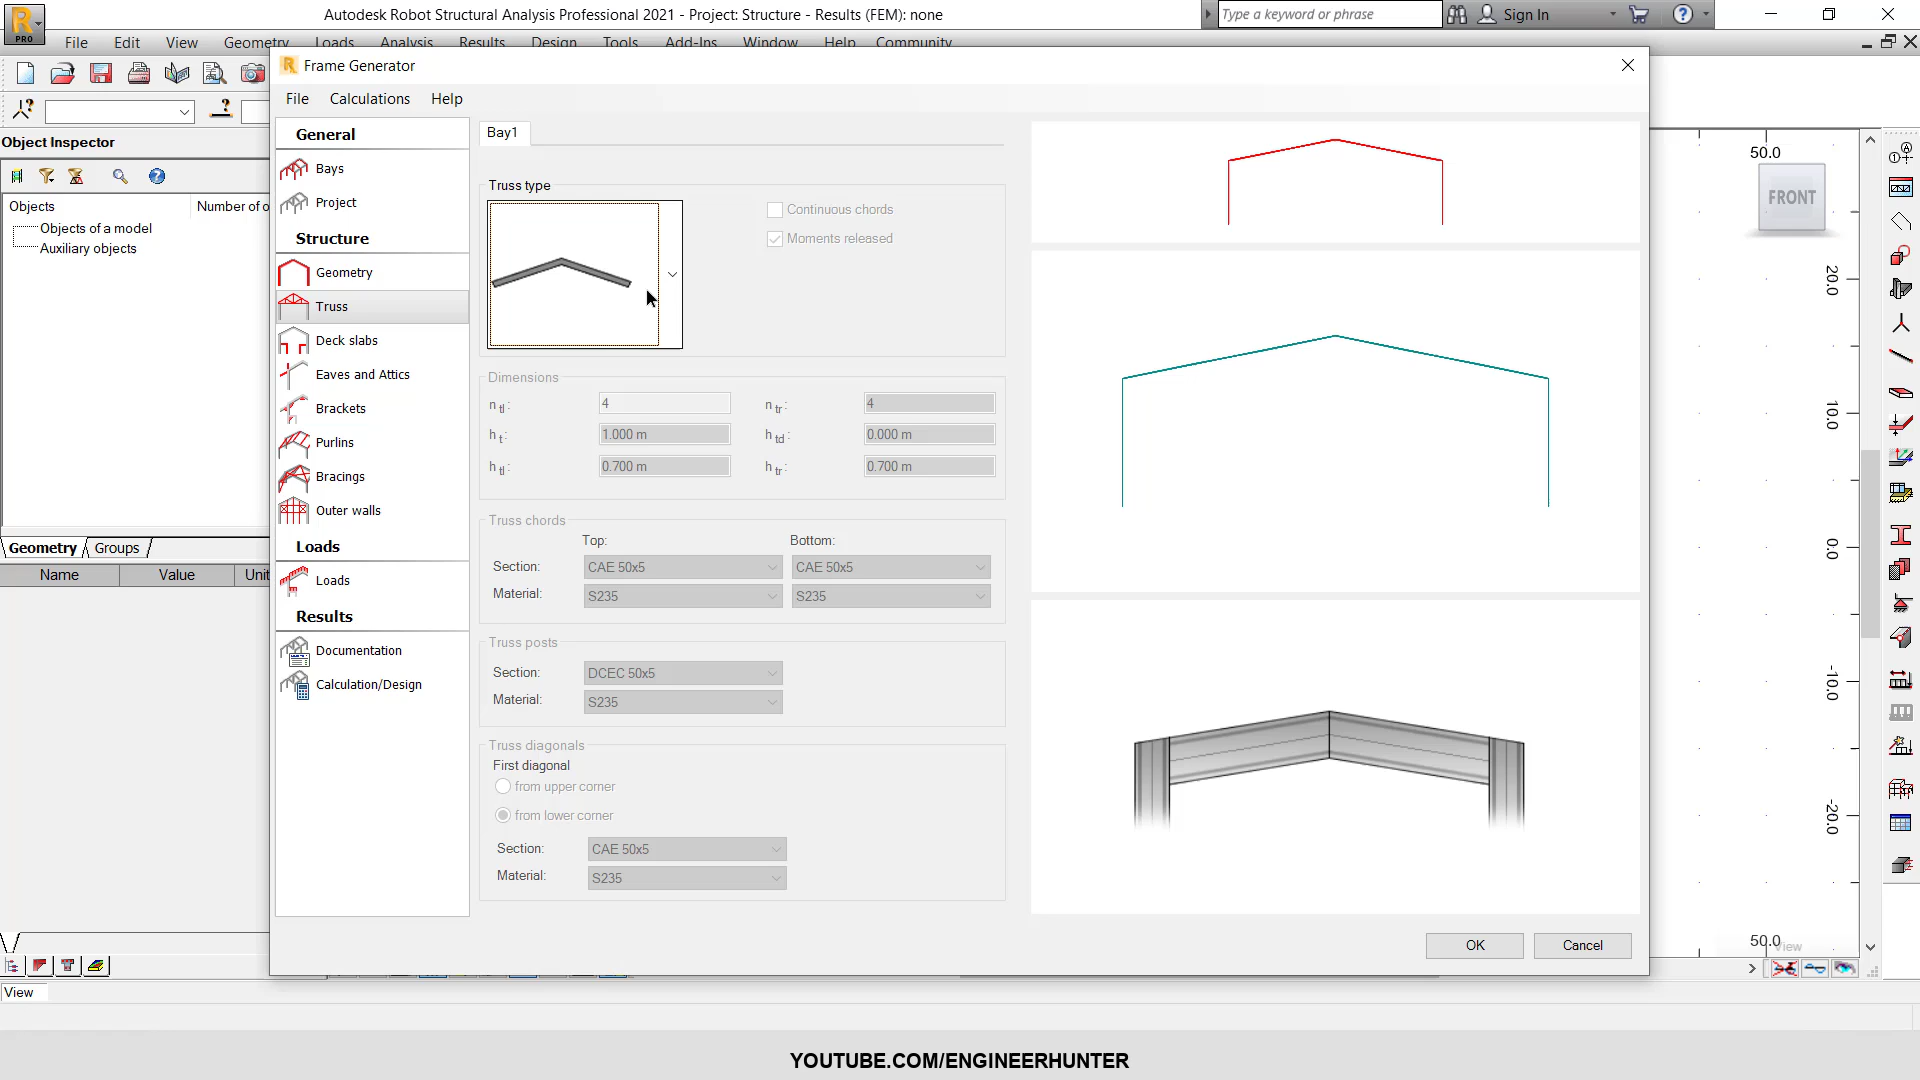 PRO
Autodesk Robot Structural Analysis Professional 2021 - Project: Structure - Results (FEM): none
Type a keyword or phrase
Sign In
File Edit View Geometry Loads Analysis Results Design Tools Add-Ins Window Help Community
Frame Generator
File Calculations Help
Object Inspector
Objects Number of o
Objects of a model
Auxiliary objects
Geometry Groups
Name Value Unit
View
General
Bays
Project
Structure
Geometry
Truss
Deck slabs
Eaves and Attics
Brackets
Purlins
Bracings
Outer walls
Loads
Loads
Results
Documentation
Calculation/Design
Bay1
Truss type
Continuous chords
Moments released
Dimensions
n tl : 4 n tr : 4
h t : 1.000 m h td : 0.000 m
h tl : 0.700 m h tr : 0.700 m
Truss chords
Top: Bottom:
Section: CAE 50x5 CAE 50x5
Material: S235 S235
Truss posts
Section: DCEC 50x5
Material: S235
Truss diagonals
First diagonal
from upper corner
from lower corner
Section: CAE 50x5
Material: S235
OK Cancel
50.0
FRONT
20.0
10.0
0.0
-10.0
-20.0
50.0
View
YOUTUBE.COM/ENGINEERHUNTER